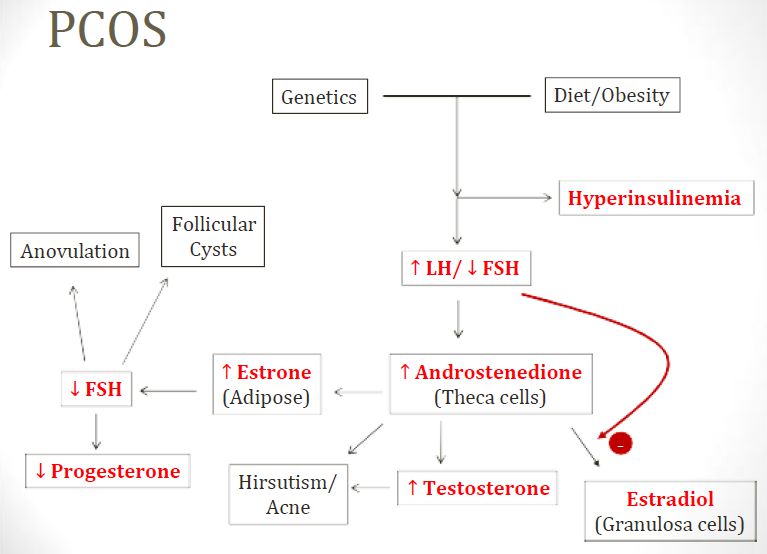 PCOS
Genetics
Diet/Obesity
Hyperinsulinemia
Follicular
Cysts
Anovulation
↑ LH/ ↓ FSH
↑ Estrone
(Adipose)
↑ Androstenedione
(Theca cells)
↓ FSH
-
↓ Progesterone
Hirsutism/
Acne
↑ Testosterone
Estradiol
(Granulosa cells)